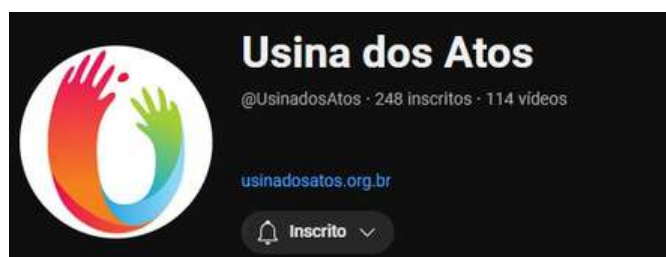 Usina dos Atos
@UsinadosAtos · 248 inscritos · 114 vídeos
usinadosatos.org.br
Inscrito